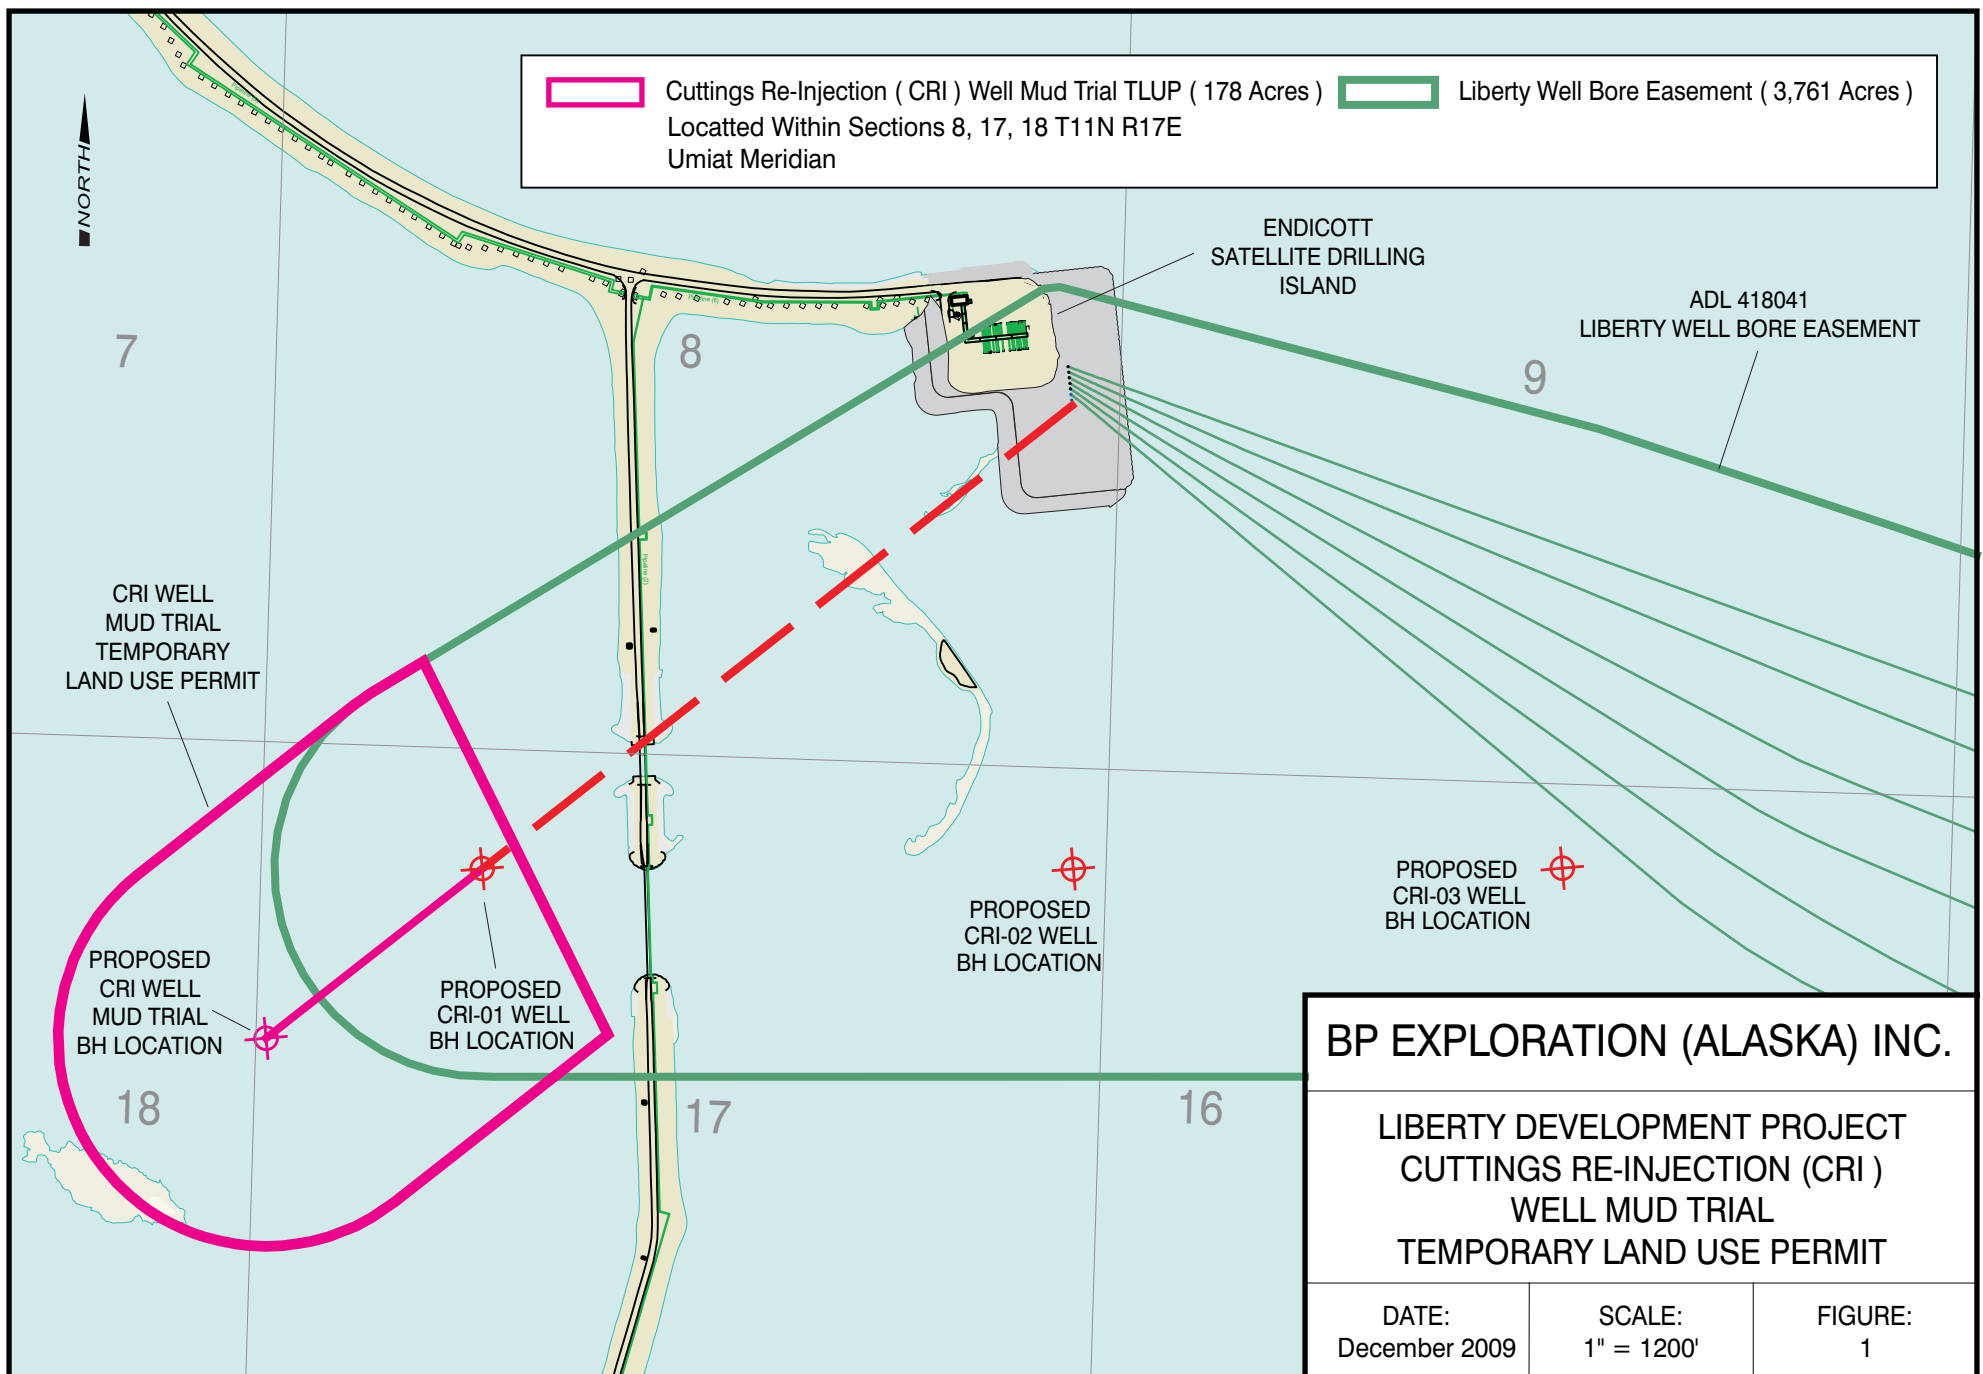 Cuttings Re-Injection ( CRI ) Well Mud Trial TLUP ( 178 Acres )
Locatted Within Sections 8, 17, 18 T11N R17E
Umiat Meridian
Liberty Well Bore Easement ( 3,761 Acres )
NORTH
ENDICOTT
SATELLITE DRILLING
ISLAND
ADL 418041
LIBERTY WELL BORE EASEMENT
7
8
9
Pipeline (2)
CRI WELL
MUD TRIAL
TEMPORARY
LAND USE PERMIT
PROPOSED
CRI WELL
MUD TRIAL
BH LOCATION
PROPOSED
CRI-01 WELL
BH LOCATION
PROPOSED
CRI-02 WELL
BH LOCATION
PROPOSED
CRI-03 WELL
BH LOCATION
18
17
16
BP EXPLORATION (ALASKA) INC.
LIBERTY DEVELOPMENT PROJECT
CUTTINGS RE-INJECTION (CRI )
WELL MUD TRIAL
TEMPORARY LAND USE PERMIT
DATE:
December 2009
SCALE:
1" = 1200'
FIGURE:
1